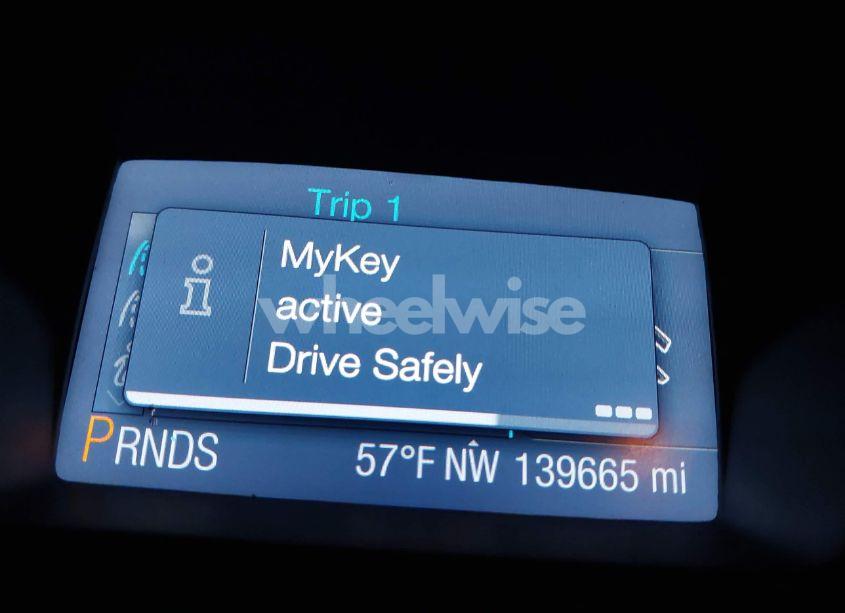 Trip 1
MyKey
active
Drive Safely
wheelwise
PRNDS 57°F NW 139665 mi